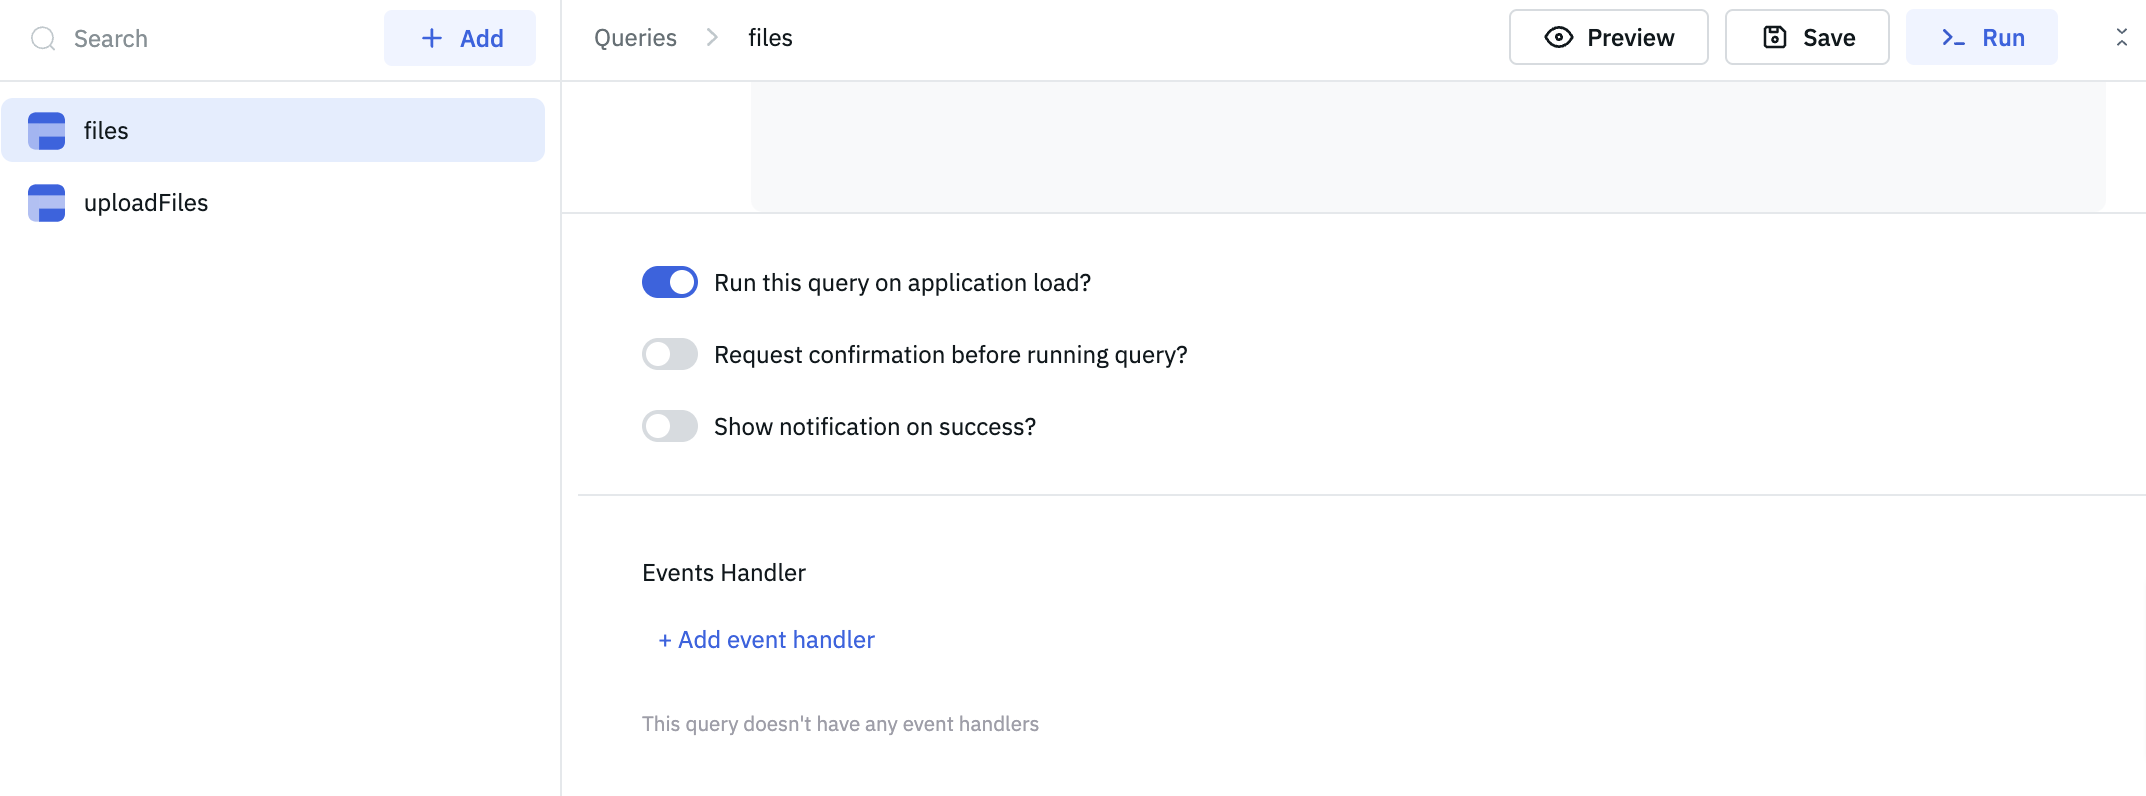 Search
+ Add
files
uploadFiles
Queries > files
Preview
Save
Run
Run this query on application load?
Request confirmation before running query?
Show notification on success?
Events Handler
+ Add event handler
This query doesn't have any event handlers